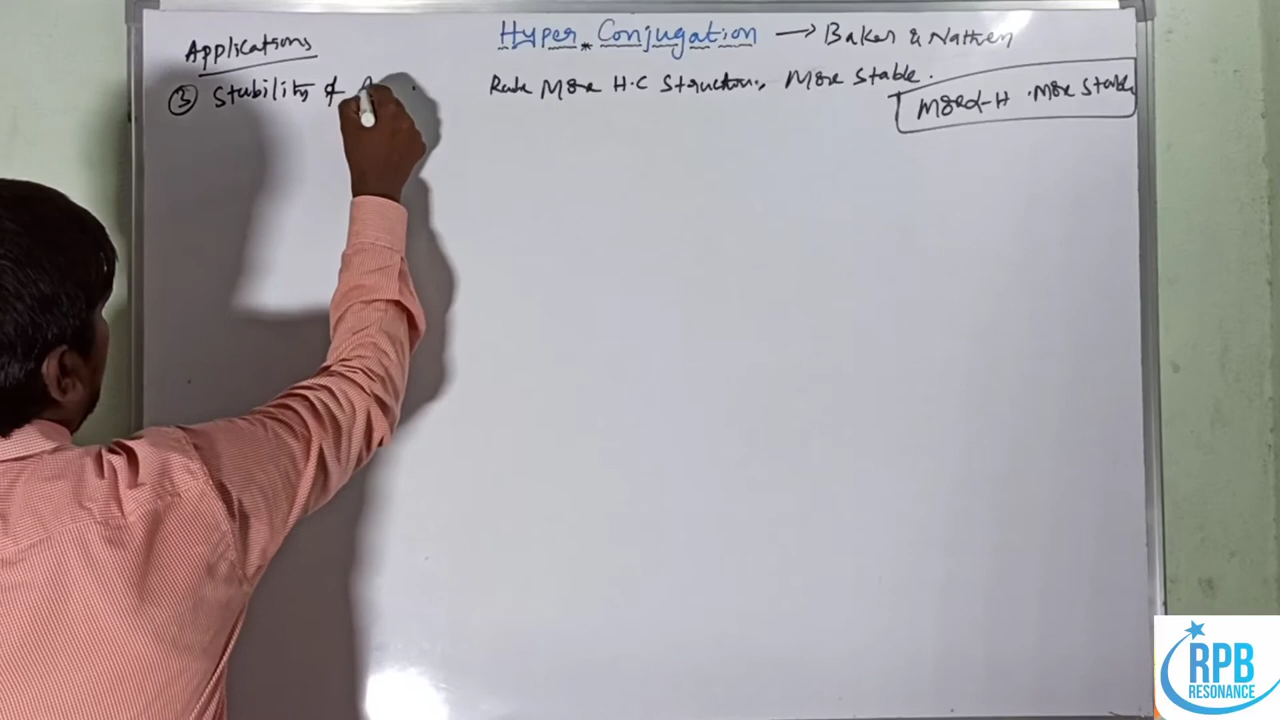 Hyper Conjugation → Baker & Nathen
Applications
③ Stability of A
Rule More H·C Structures More Stable.
More α-H More Stable
RPB
RESONANCE